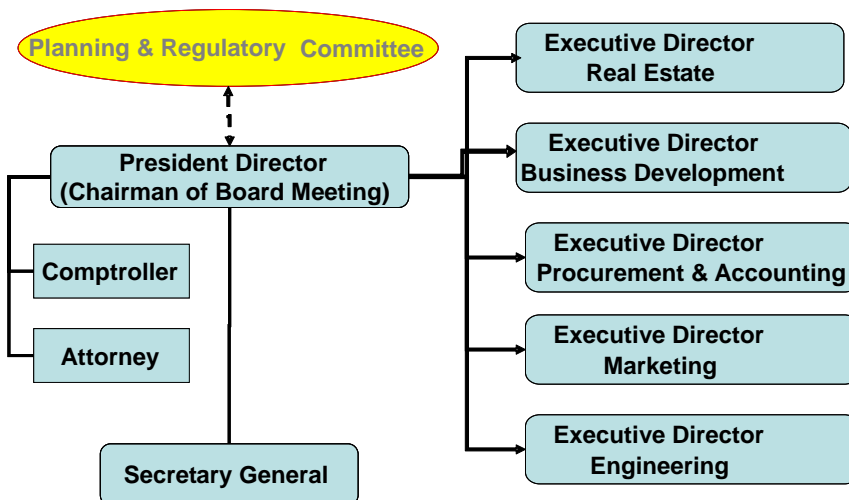 Planning & Regulatory Committee
President Director
(Chairman of Board Meeting)
Comptroller
Attorney
Secretary General
Executive Director
Real Estate
Executive Director
Business Development
Executive Director
Procurement & Accounting
Executive Director
Marketing
Executive Director
Engineering